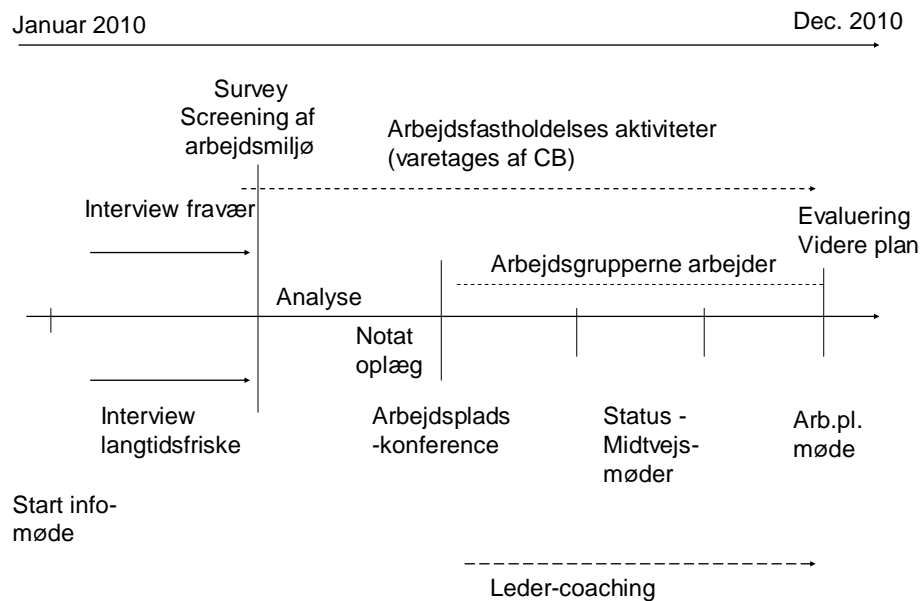 Januar 2010
Dec. 2010
Survey
Screening af
arbejdsmiljø
Arbejdsfastholdelses aktiviteter
(varetages af CB)
Interview fravær
Evaluering
Videre plan
Arbejdsgrupperne arbejder
Analyse
Notat
oplæg
Interview
langtidsfriske
Arbejdsplads
-konference
Status -
Midtvejs-
møder
Arb.pl.
møde
Start info-
møde
Leder-coaching